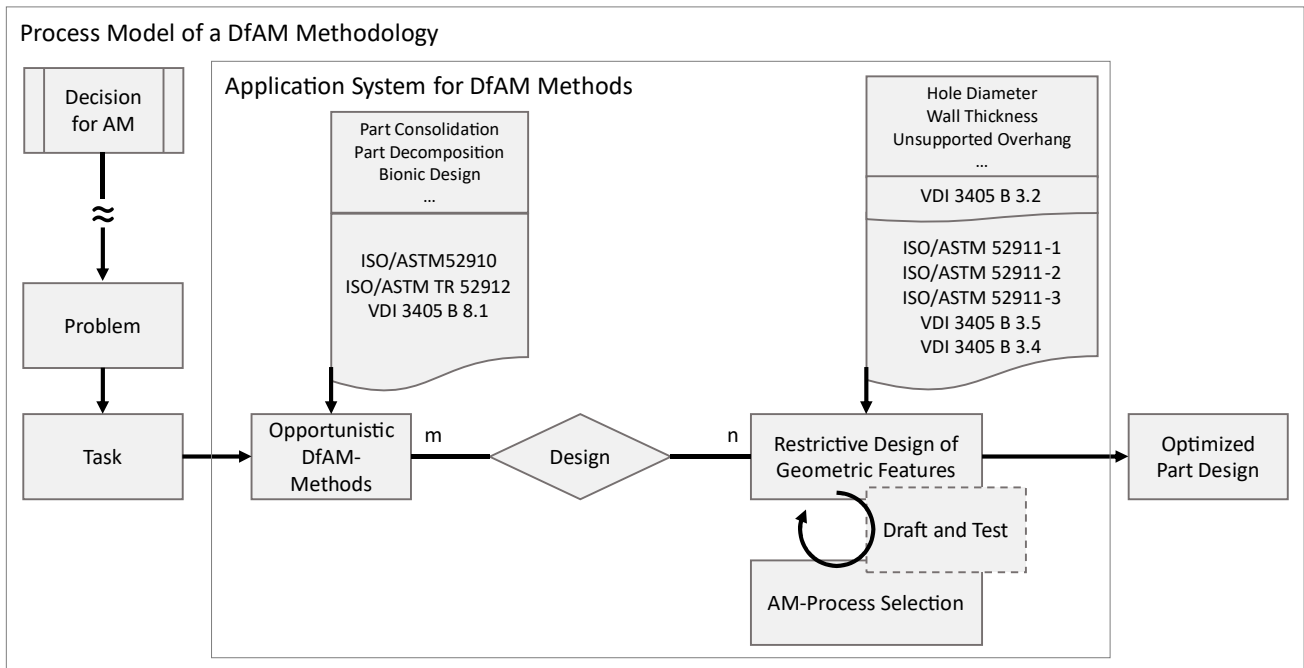 Process Model of a DfAM Methodology
Decision
for AM
≈
Problem
Task
Application System for DfAM Methods
Part Consolidation
Part Decomposition
Bionic Design
...
ISO/ASTM52910
ISO/ASTM TR 52912
VDI 3405 B 8.1
Opportunistic
DfAM-
Methods
m
Design
n
Hole Diameter
Wall Thickness
Unsupported Overhang
...
VDI 3405 B 3.2
ISO/ASTM 52911-1
ISO/ASTM 52911-2
ISO/ASTM 52911-3
VDI 3405 B 3.5
VDI 3405 B 3.4
Restrictive Design of
Geometric Features
Draft and Test
AM-Process Selection
Optimized
Part Design